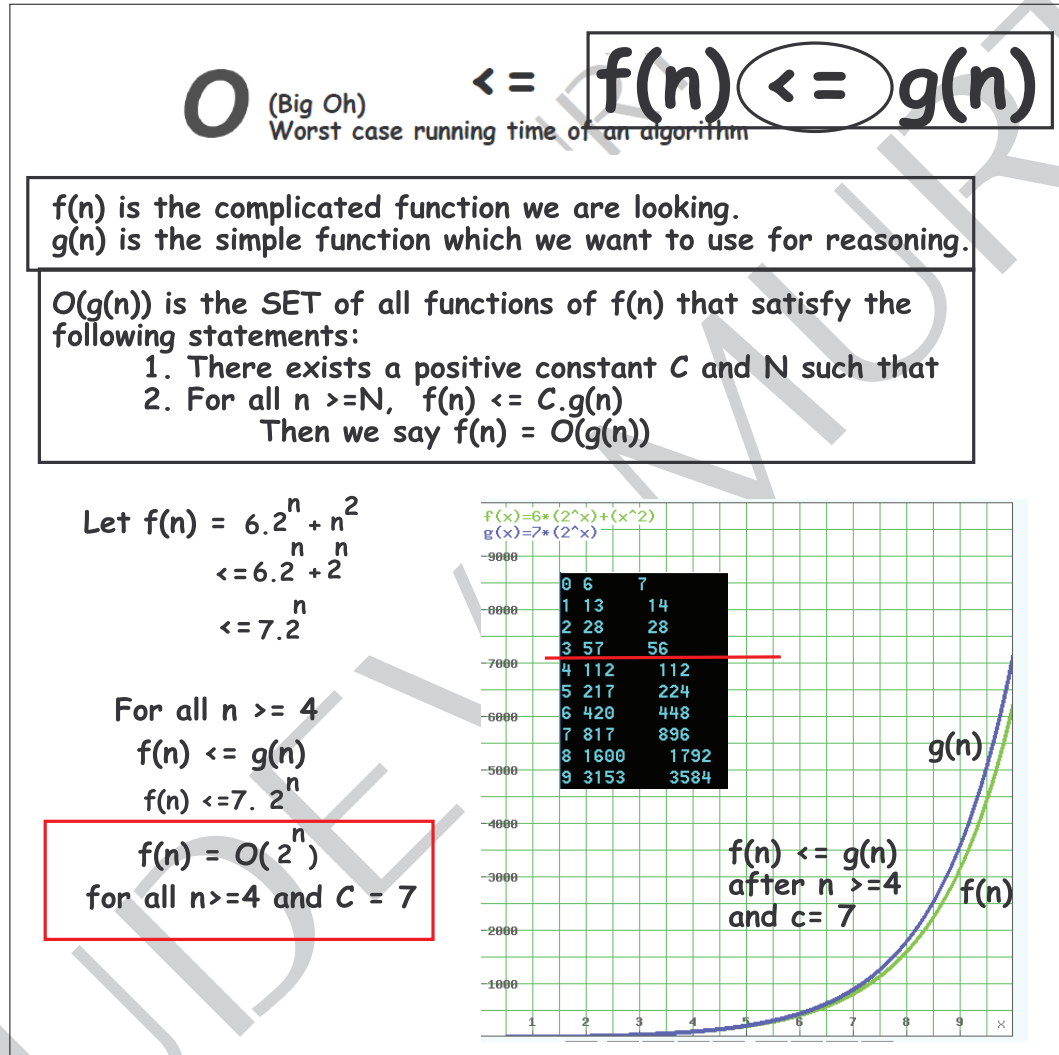 O (Big Oh) <= f(n) <= g(n)
Worst case running time of an algorithm
f(n) is the complicated function we are looking.
g(n) is the simple function which we want to use for reasoning.
O(g(n)) is the SET of all functions of f(n) that satisfy the
following statements:
1. There exists a positive constant C and N such that
2. For all n >=N, f(n) <= C.g(n)
Then we say f(n) = O(g(n))
Let f(n) = 6.2^n + n^2
<=6.2^n + 2^n
<=7.2^n
For all n >= 4
f(n) <= g(n)
f(n) <=7. 2^n
f(n) = O( 2^n )
for all n>=4 and C = 7
f(x)=6*(2^x)+(x^2)
g(x)=7*(2^x)
9000
8000
7000
6000
5000
4000
3000
2000
1000
0 6 7
1 13 14
2 28 28
3 57 56
4 112 112
5 217 224
6 420 448
7 817 896
8 1600 1792
9 3153 3584
g(n)
f(n)
f(n) <= g(n)
after n >=4
and c= 7
1 2 3 4 5 6 7 8 9 x